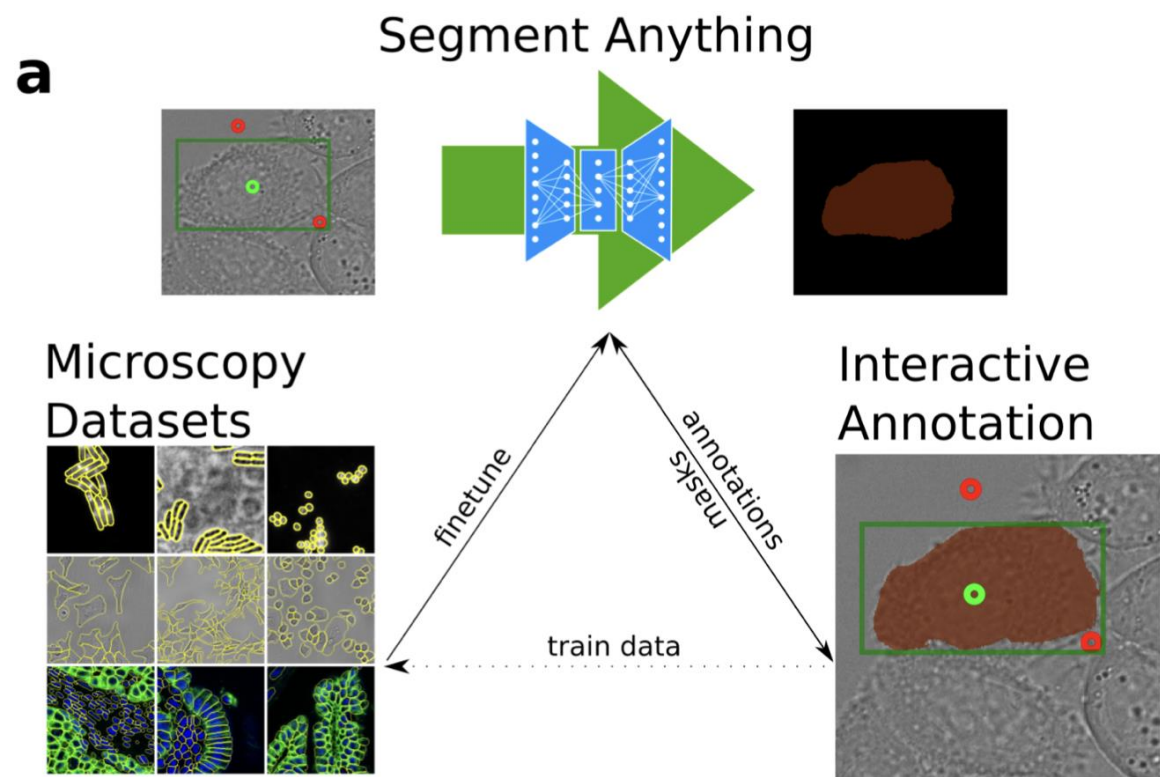 Segment Anything
a
Microscopy
Datasets
Interactive
Annotation
finetune
annotations
masks
train data